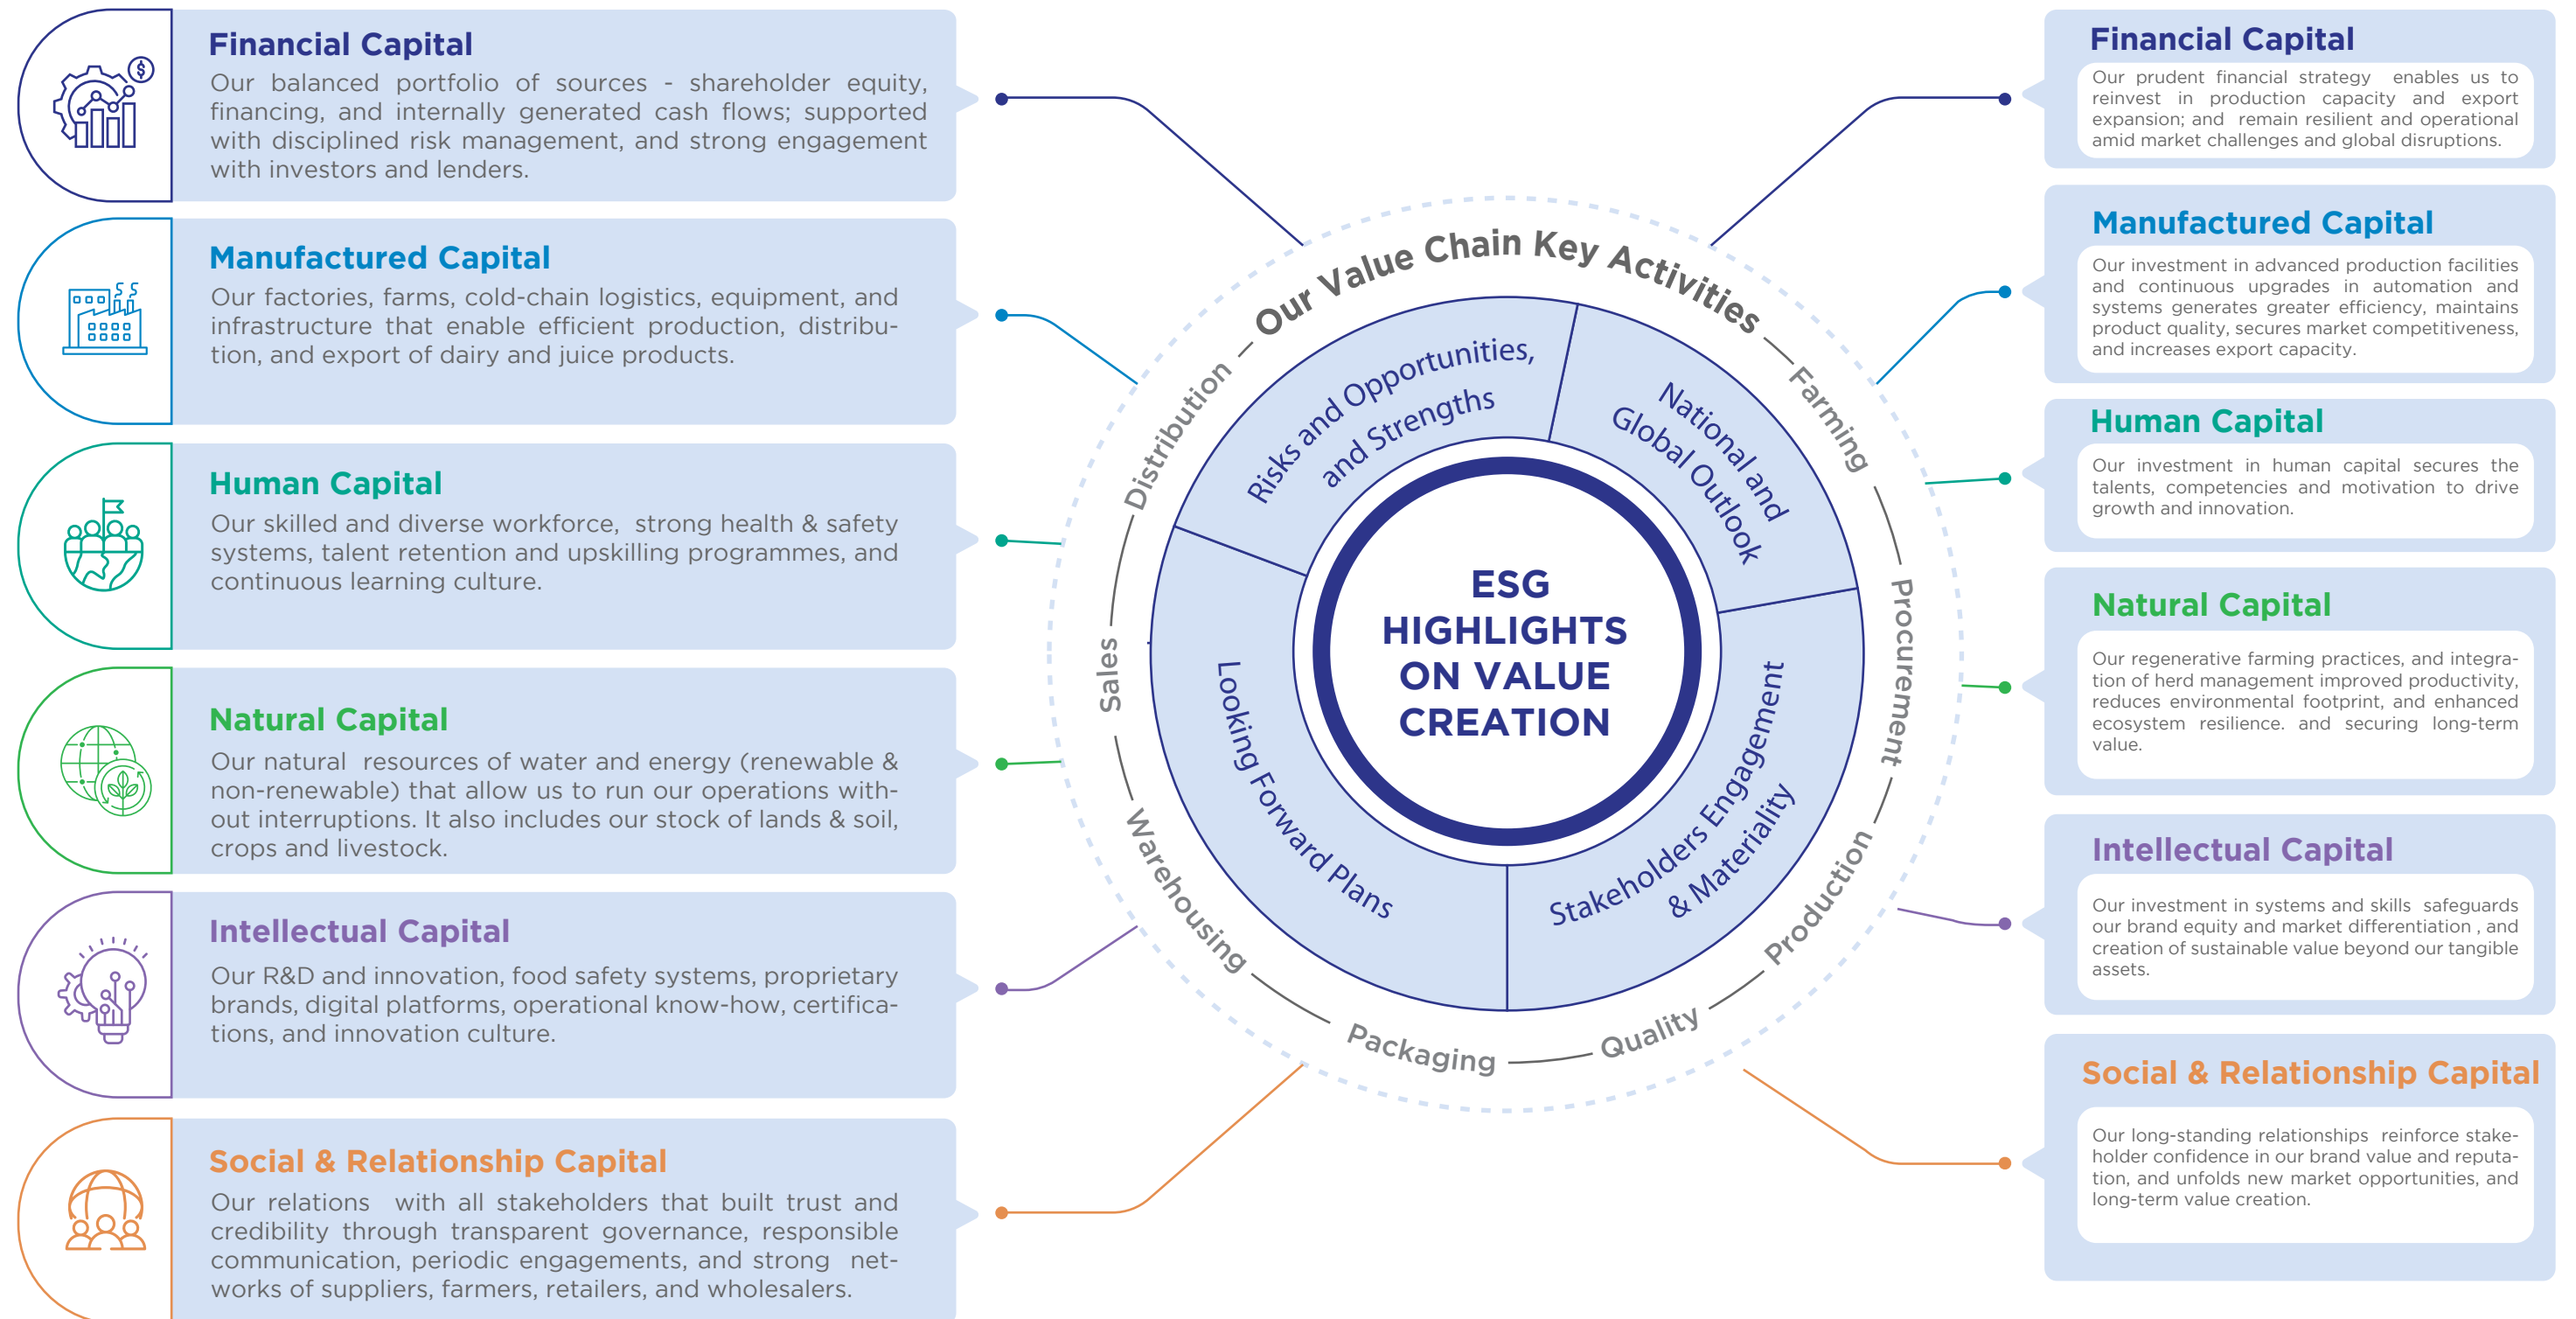 Financial Capital
Our balanced portfolio of sources - shareholder equity,
financing, and internally generated cash flows; supported
with disciplined risk management, and strong engagement
with investors and lenders.
Manufactured Capital
Our factories, farms, cold-chain logistics, equipment, and
infrastructure that enable efficient production, distribu-
tion, and export of dairy and juice products.
Human Capital
Our skilled and diverse workforce, strong health & safety
systems, talent retention and upskilling programmes, and
continuous learning culture.
Natural Capital
Our natural resources of water and energy (renewable &
non-renewable) that allow us to run our operations with-
out interruptions. It also includes our stock of lands & soil,
crops and livestock.
Intellectual Capital
Our R&D and innovation, food safety systems, proprietary
brands, digital platforms, operational know-how, certifica-
tions, and innovation culture.
Social & Relationship Capital
Our relations with all stakeholders that built trust and
credibility through transparent governance, responsible
communication, periodic engagements, and strong net-
works of suppliers, farmers, retailers, and wholesalers.
Our Value Chain Key Activities
Farming
Procurement
Production
Quality
Packaging
Warehousing
Sales
Distribution
Risks and Opportunities,
and Strengths
National and
Global Outlook
Stakeholders Engagement
& Materiality
Looking Forward Plans
ESG
HIGHLIGHTS
ON VALUE
CREATION
$
Financial Capital
Our prudent financial strategy enables us to
reinvest in production capacity and export
expansion; and remain resilient and operational
amid market challenges and global disruptions.
Manufactured Capital
Our investment in advanced production facilities
and continuous upgrades in automation and
systems generates greater efficiency, maintains
product quality, secures market competitiveness,
and increases export capacity.
Human Capital
Our investment in human capital secures the
talents, competencies and motivation to drive
growth and innovation.
Natural Capital
Our regenerative farming practices, and integra-
tion of herd management improved productivity,
reduces environmental footprint, and enhanced
ecosystem resilience. and securing long-term
value.
Intellectual Capital
Our investment in systems and skills safeguards
our brand equity and market differentiation , and
creation of sustainable value beyond our tangible
assets.
Social & Relationship Capital
Our long-standing relationships reinforce stake-
holder confidence in our brand value and reputa-
tion, and unfolds new market opportunities, and
long-term value creation.